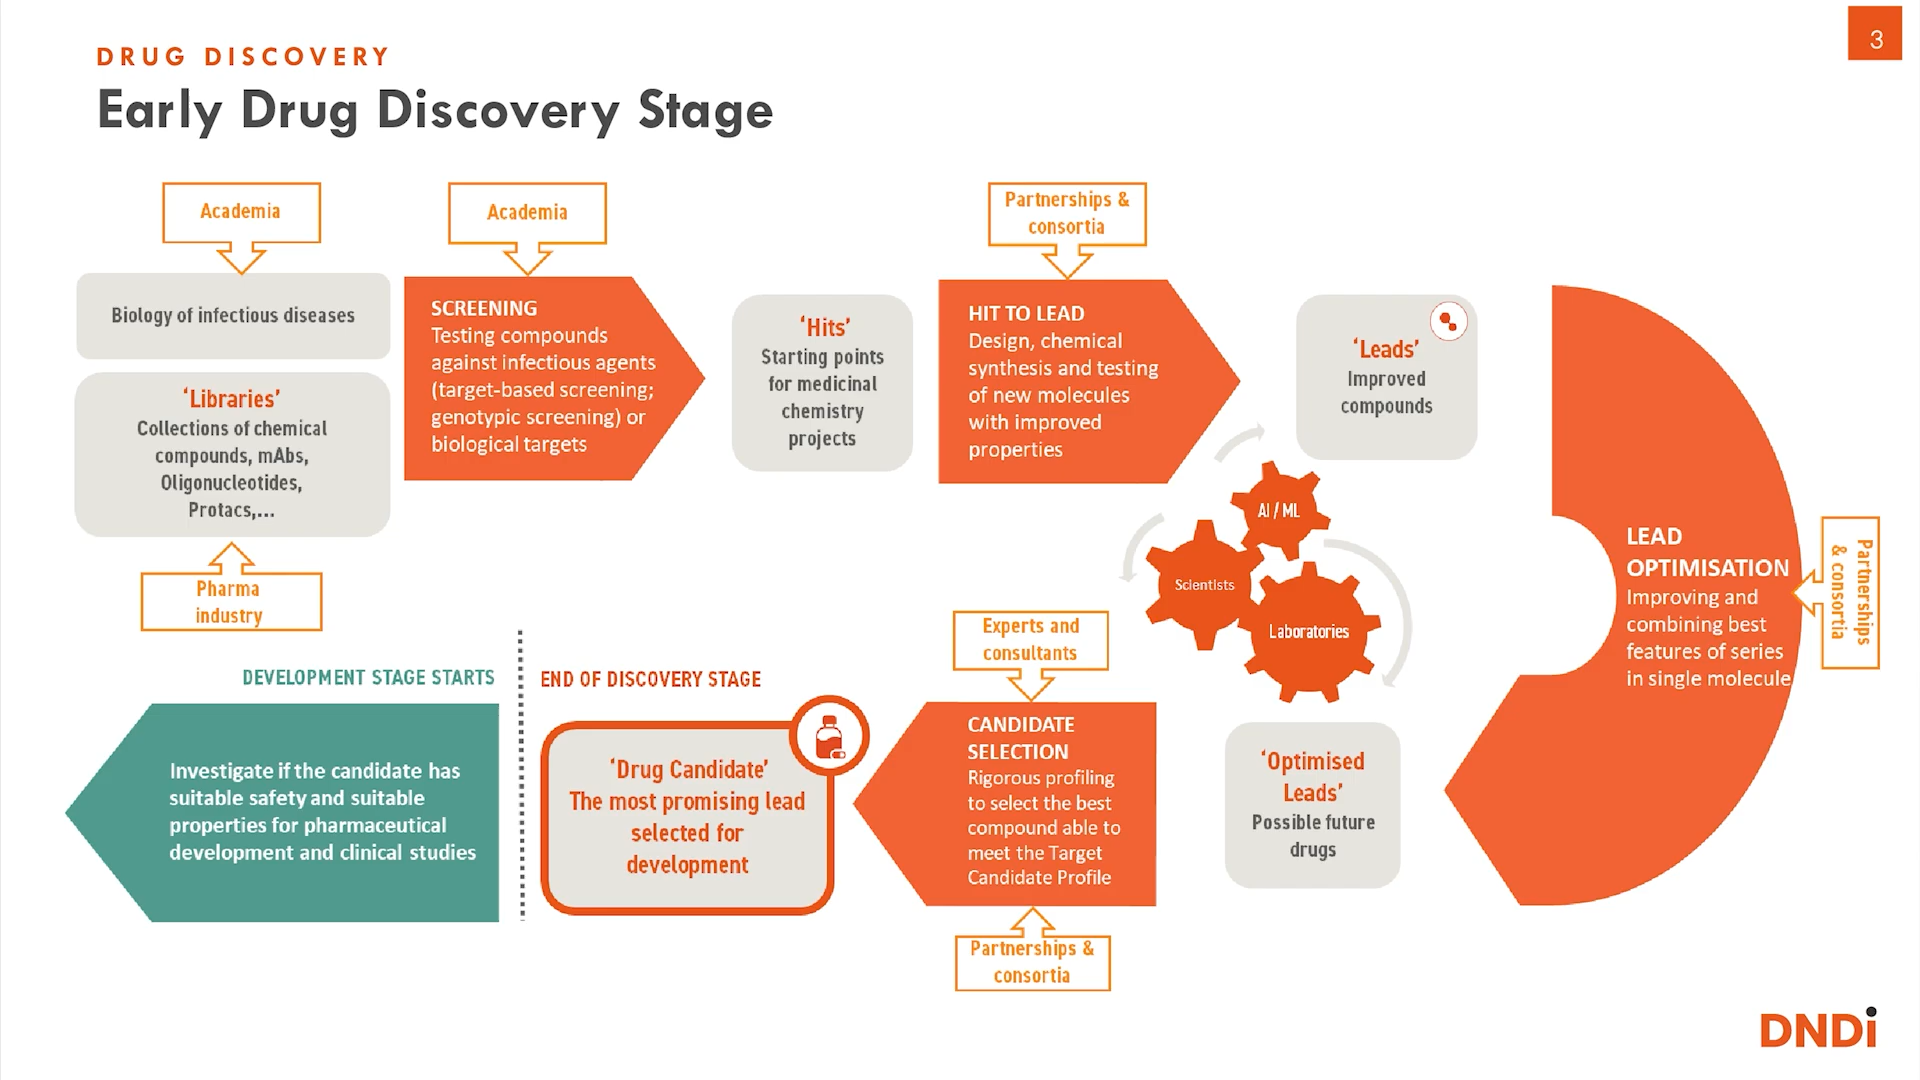 3
DRUG DISCOVERY
Early Drug Discovery Stage
Academia
Academia
Partnerships &
consortia
Biology of infectious diseases
‘Libraries’
Collections of chemical
compounds, mAbs,
Oligonucleotides,
Protacs,...
Pharma
industry
SCREENING
Testing compounds
against infectious agents
(target-based screening;
genotypic screening) or
biological targets
‘Hits’
Starting points
for medicinal
chemistry
projects
HIT TO LEAD
Design, chemical
synthesis and testing
of new molecules
with improved
properties
‘Leads’
Improved
compounds
AI / ML
Scientists
Laboratories
LEAD
OPTIMISATION
Improving and
combining best
features of series
in single molecule
Partnerships
& consortia
‘Optimised
Leads’
Possible future
drugs
Experts and
consultants
CANDIDATE
SELECTION
Rigorous profiling
to select the best
compound able to
meet the Target
Candidate Profile
Partnerships &
consortia
END OF DISCOVERY STAGE
‘Drug Candidate’
The most promising lead
selected for
development
DEVELOPMENT STAGE STARTS
Investigate if the candidate has
suitable safety and suitable
properties for pharmaceutical
development and clinical studies
DNDi